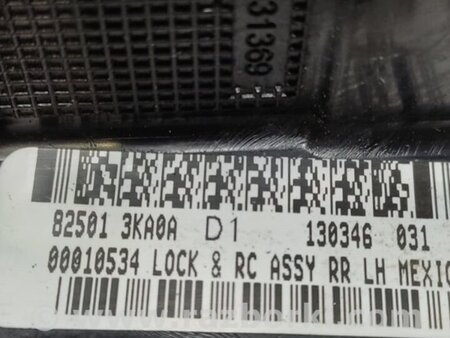 31369
82501 3KA0A D1 130346 031
00010534 LOCK & RC ASSY RR LH MEXIC